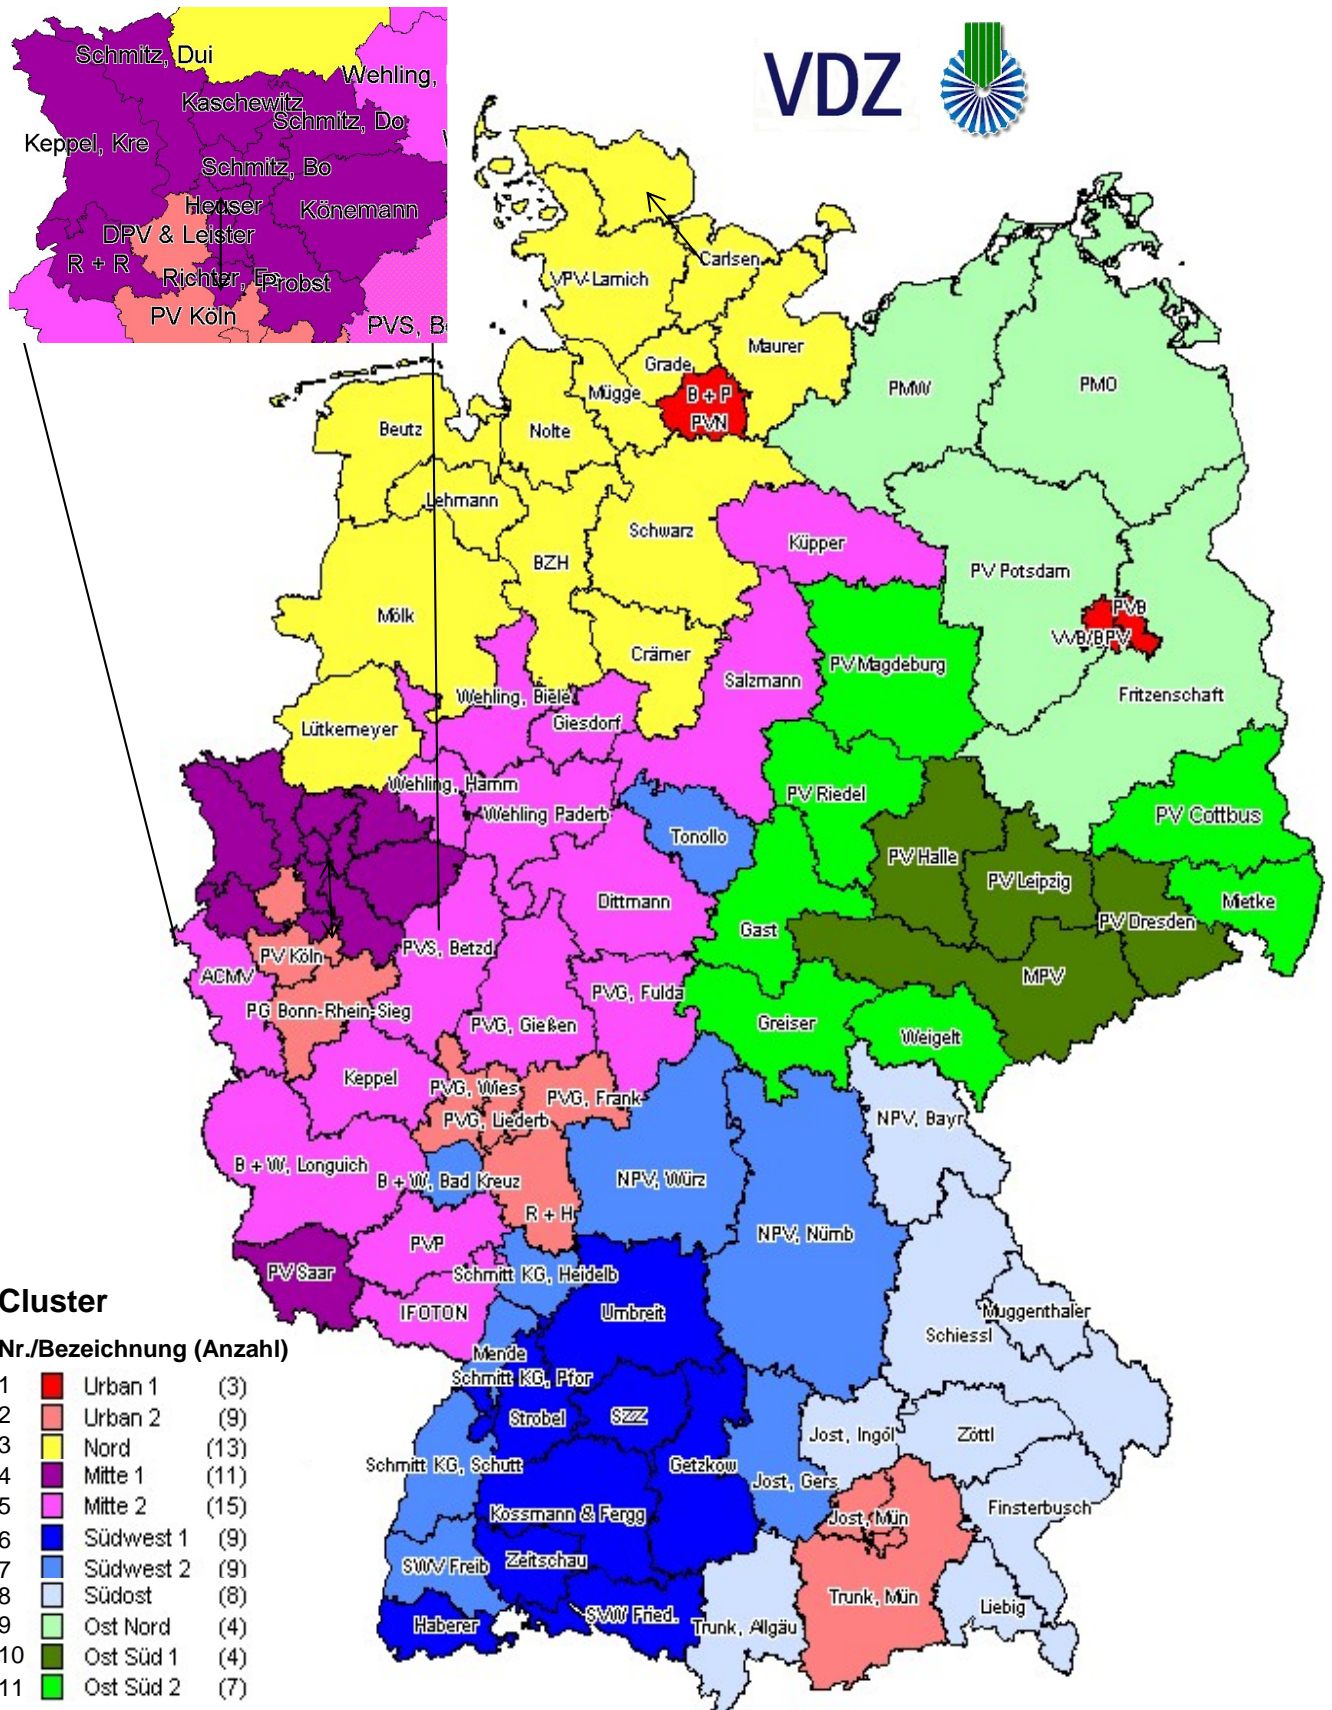 Schmitz, Dui
Wehling,
Kaschewitz
Schmitz, Do
Keppel, Kre
Schmitz, Bo
Heuser
Könemann
DPV & Leister
R + R
Richter, Es
Probst
PV Köln
PVS, B
VDZ
Carlsen
VPV-Lamich
Maurer
Grade
Mügge
B + P
PVN
PMW
PMO
Beutz
Nolte
Lehmann
Schwarz
Küpper
BZH
PV Potsdam
Mölk
PVB
VVB/BPV
Crämer
Salzmann
PV Magdeburg
Fritzenschaft
Wehling, Biele
Giesdorf
Lütkemeyer
Wehling, Hamm
Wehling Paderb
PV Riedel
PV Cottbus
Tonollo
PV Halle
PV Leipzig
Dittmann
Mietke
PV Dresden
Gast
PVS, Betzd
PV Köln
ACMV
MPV
PVG, Fulda
PG Bonn-Rhein-Sieg
PVG, Gießen
Greiser
Weigelt
Keppel
PVG, Wies
PVG, Frank
PVG, Liederb
NPV, Bayr
B + W, Longuich
B + W, Bad Kreuz
NPV, Würz
R + H
NPV, Nürnb
PVP
PV Saar
Schmitt KG, Heidelb
IFOTON
Umbreit
Muggenthaler
Schiessl
Mende
Schmitt KG, Pfor
Strobel
SZZ
Jost, Ingol
Zöttl
Schmitt KG, Schutt
Getzkow
Jost, Gers
Kossmann & Fergg
Jost, Mün
Finsterbusch
SWV Freib
Zeitschau
Trunk, Mün
Liebig
Haberer
SVW Fried.
Trunk, Allgäu
Cluster
Nr./Bezeichnung (Anzahl)
1 Urban 1 (3)
2 Urban 2 (9)
3 Nord (13)
4 Mitte 1 (11)
5 Mitte 2 (15)
6 Südwest 1 (9)
7 Südwest 2 (9)
8 Südost (8)
9 Ost Nord (4)
10 Ost Süd 1 (4)
11 Ost Süd 2 (7)